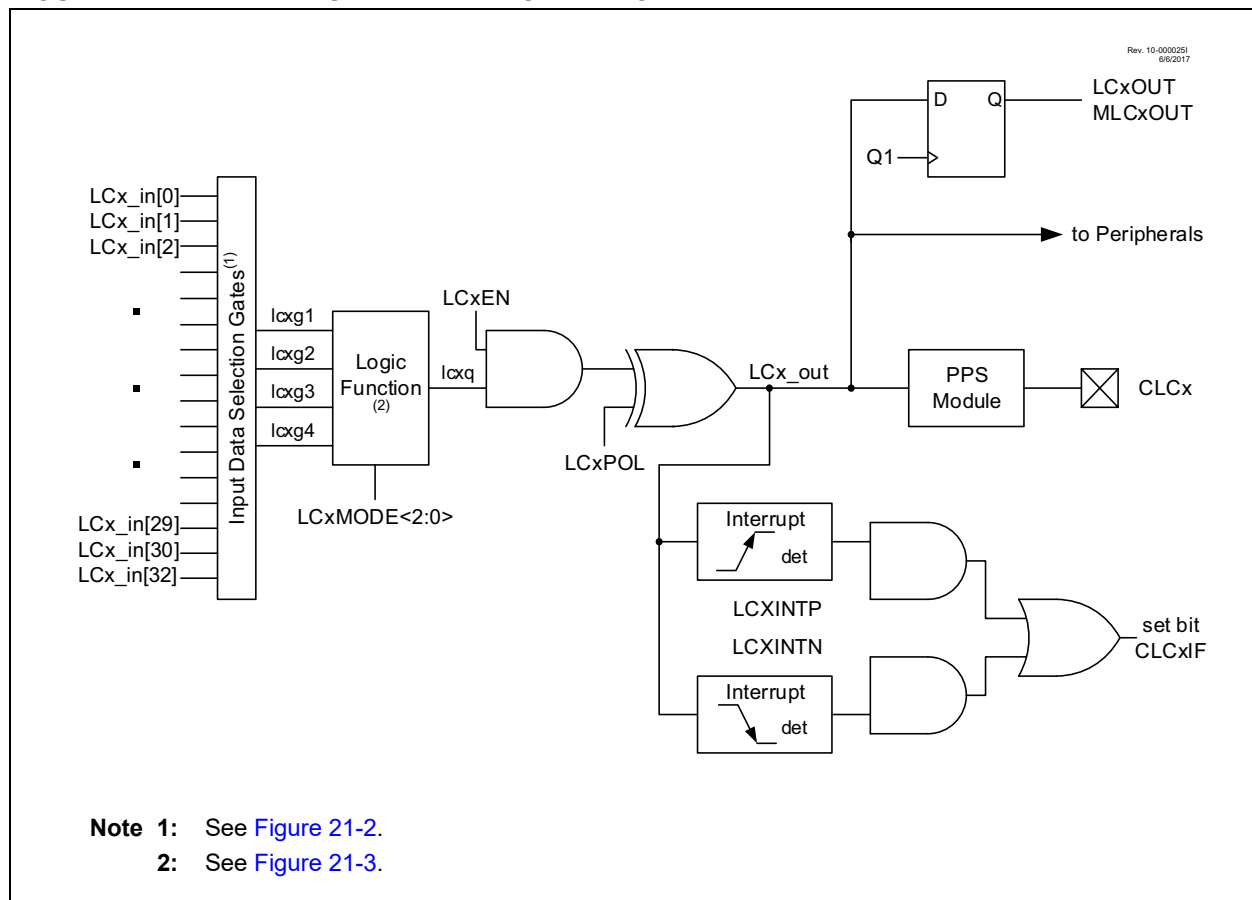 Rev. 10-000025I
6/6/2017
LCxOUT
MLCxOUT
D
Q
Q1
to Peripherals
LCx_in[0]
LCx_in[1]
LCx_in[2]
LCx_in[29]
LCx_in[30]
LCx_in[32]
Input Data Selection Gates(1)
lcxg1
lcxg2
lcxg3
lcxg4
Logic
Function
(2)
LCxMODE<2:0>
lcxq
LCxEN
LCxPOL
LCx_out
PPS
Module
CLCx
Interrupt
det
LCXINTP
LCXINTN
Interrupt
det
set bit
CLCxIF
Note 1: See Figure 21-2.
2: See Figure 21-3.